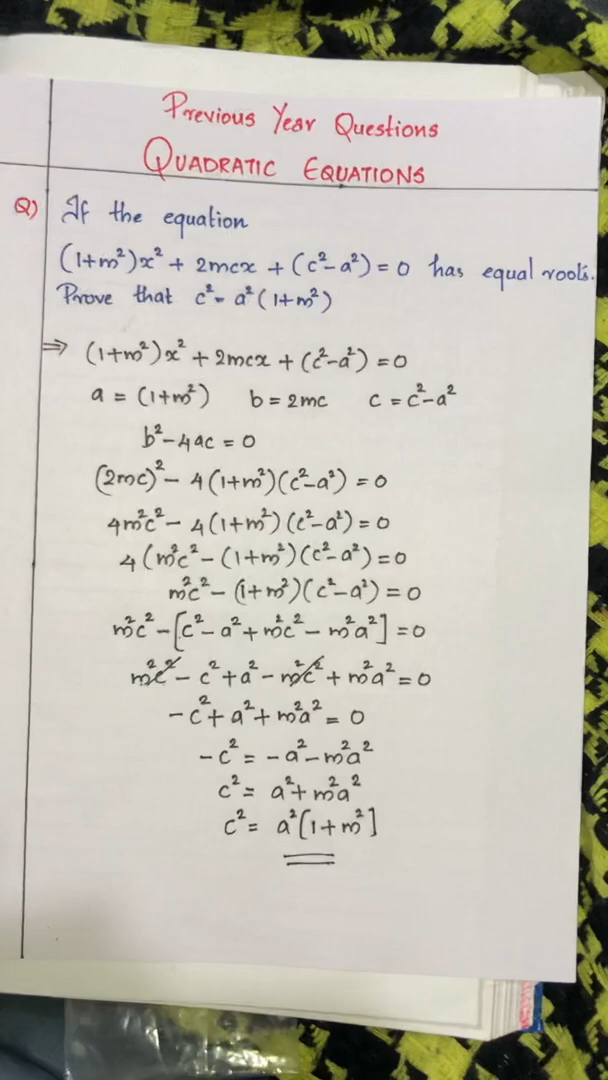 Previous Year Questions
QUADRATIC EQUATIONS
Q) If the equation
(1+m²)x² + 2mcx + (c²-a²) = 0 has equal roots.
Prove that c² = a²(1+m²)
⇒ (1+m²)x² + 2mcx + (c²-a²) = 0
a = (1+m²) b = 2mc c = c²-a²
b²-4ac = 0
(2mc)² - 4(1+m²)(c²-a²) = 0
4m²c² - 4(1+m²)(c²-a²) = 0
4(m²c² - (1+m²)(c²-a²) = 0
m²c² - (1+m²)(c²-a²) = 0
m²c² - [c²-a²+m²c²-m²a²] = 0
m²c² - c²+a²-m²c²+m²a² = 0
-c²+a²+m²a² = 0
-c² = -a²-m²a²
c² = a²+m²a²
c² = a²[1+m²]